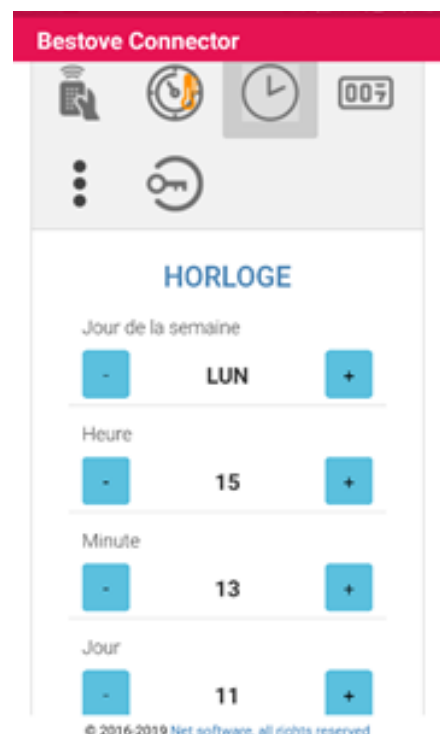 Bestove Connector
007
HORLOGE
Jour de la semaine
- LUN +
Heure
- 15 +
Minute
- 13 +
Jour
- 11 +
© 2016-2019 Net software, all rights reserved